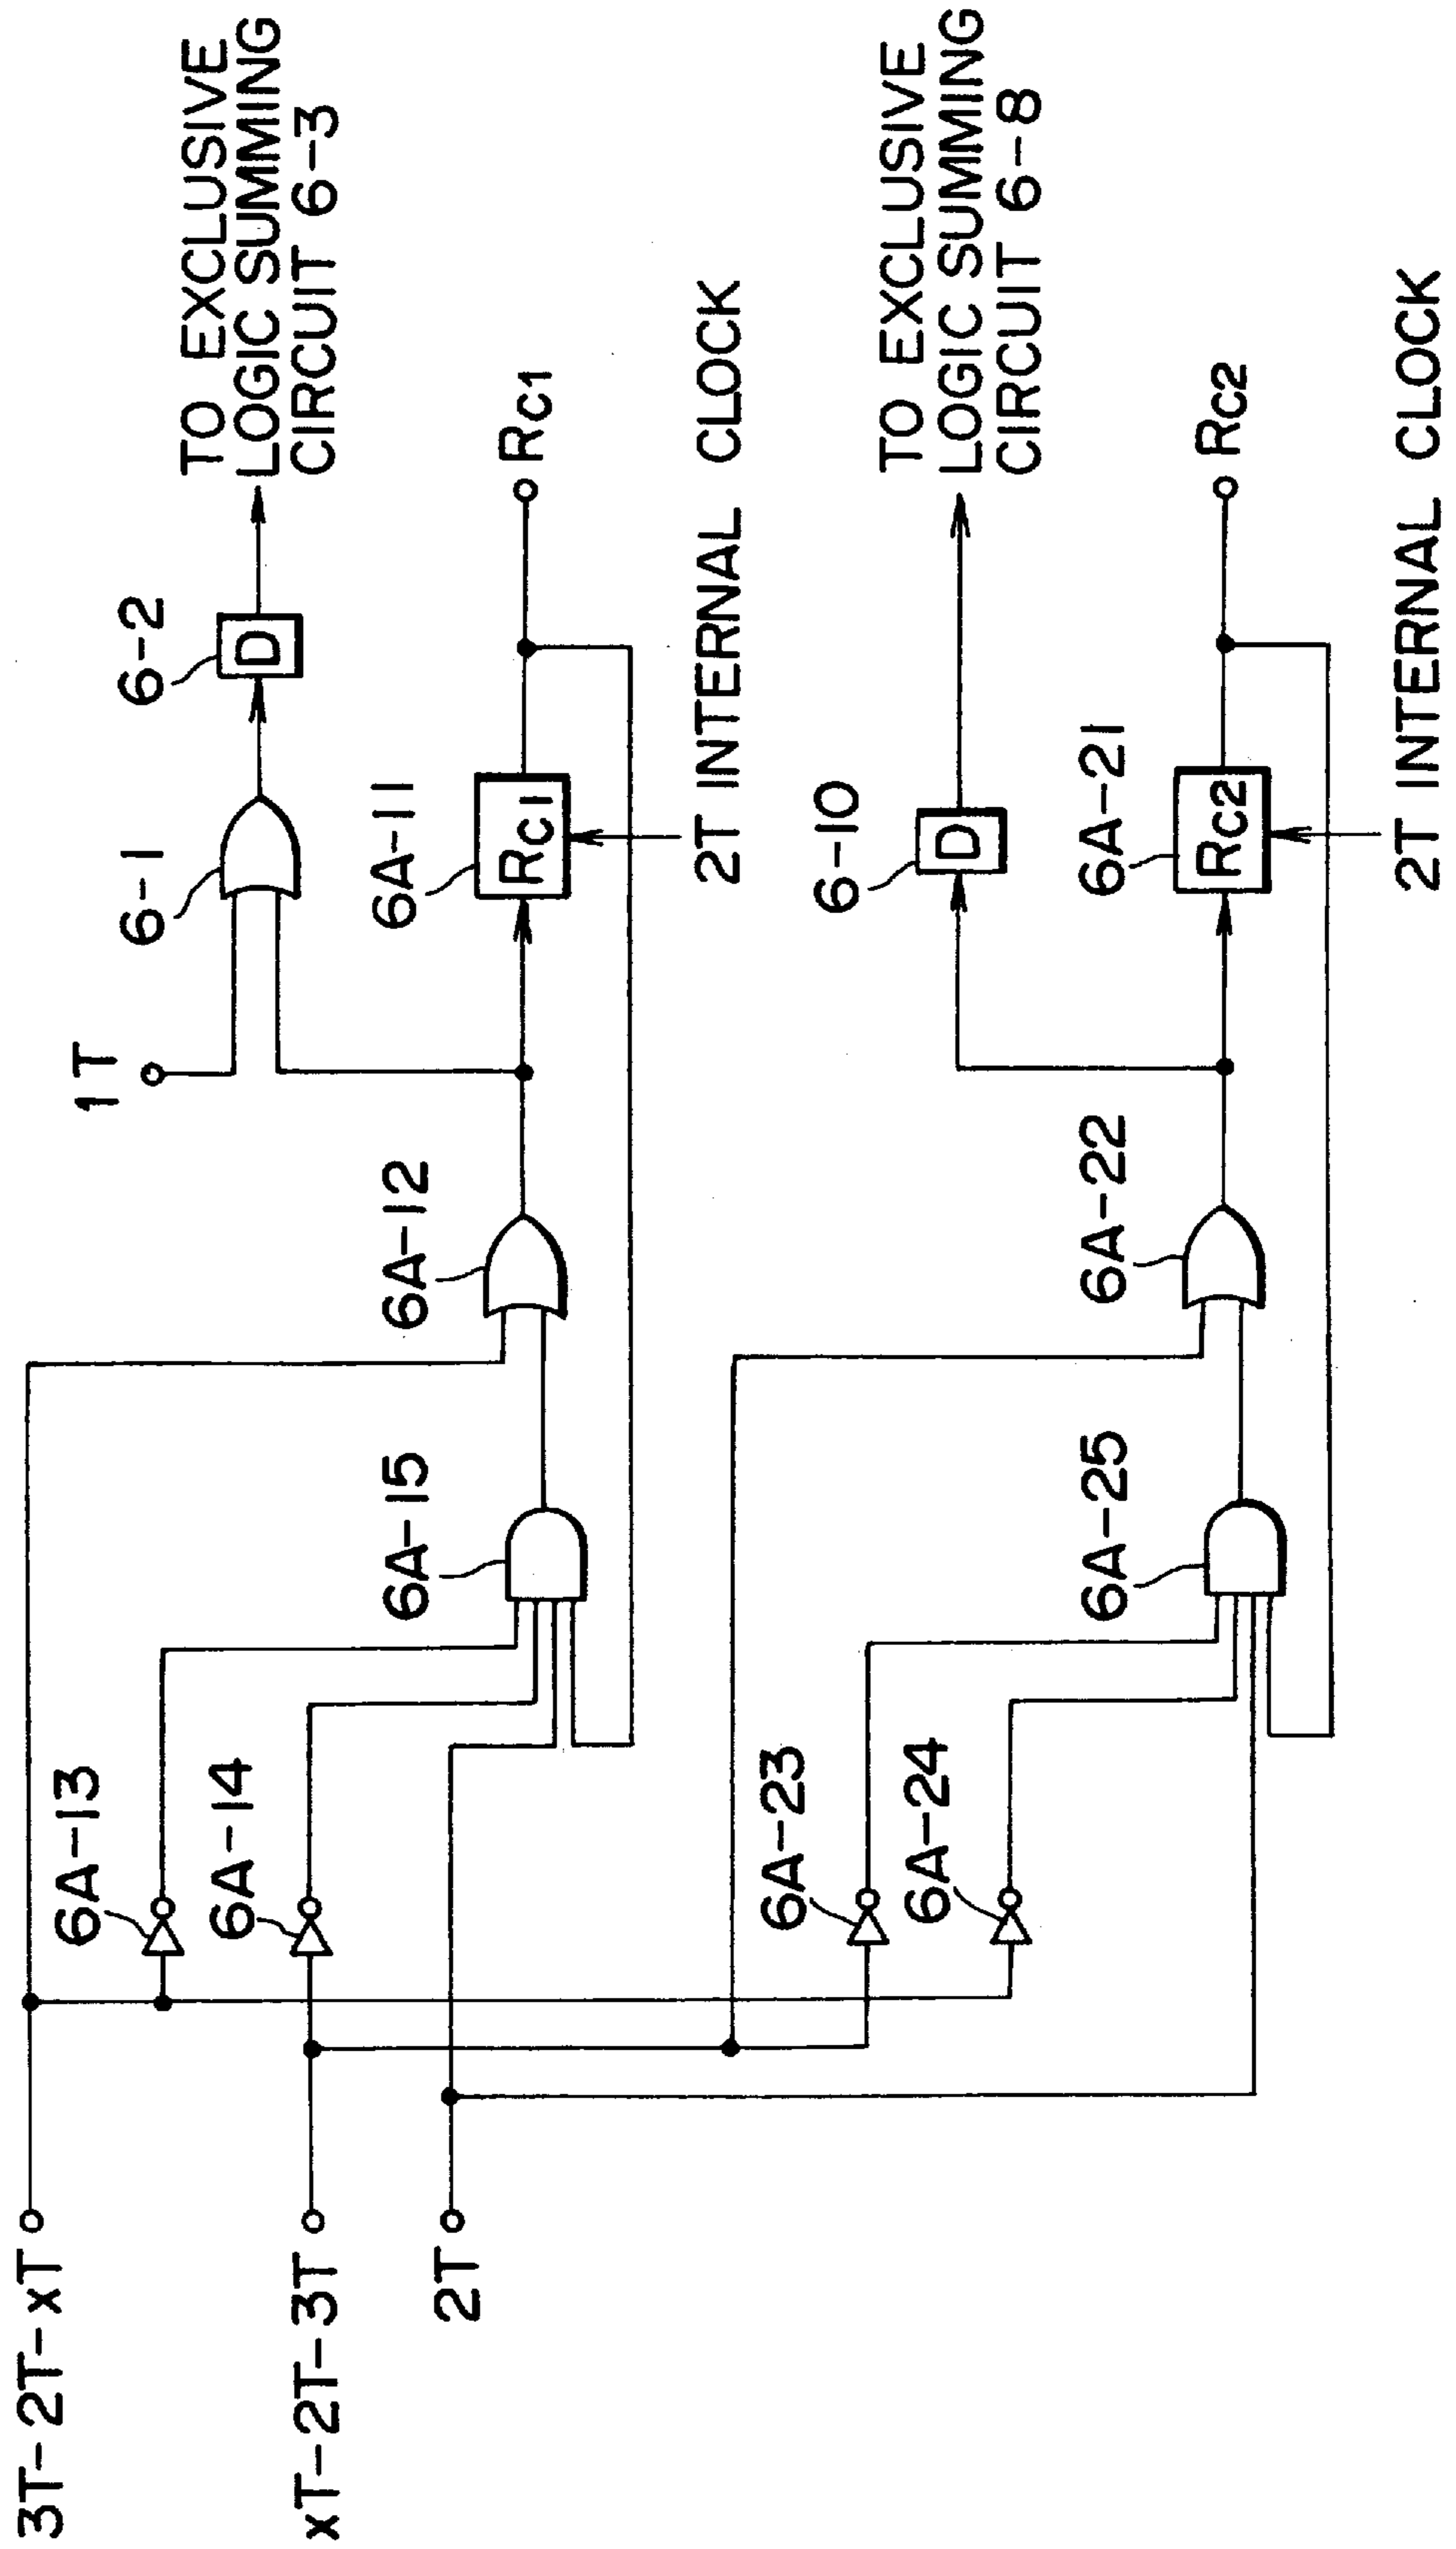 3T-2T-xT
xT-2T-3T
2T
6A-13
6A-14
6A-15
6A-12
1T
6-1
6-2
D
TO EXCLUSIVE
LOGIC SUMMING
CIRCUIT 6-3
6A-11
RC1
RC1
2T INTERNAL CLOCK
6A-23
6A-24
6A-25
6A-22
6-10
D
TO EXCLUSIVE
LOGIC SUMMING
CIRCUIT 6-8
6A-21
RC2
RC2
2T INTERNAL CLOCK